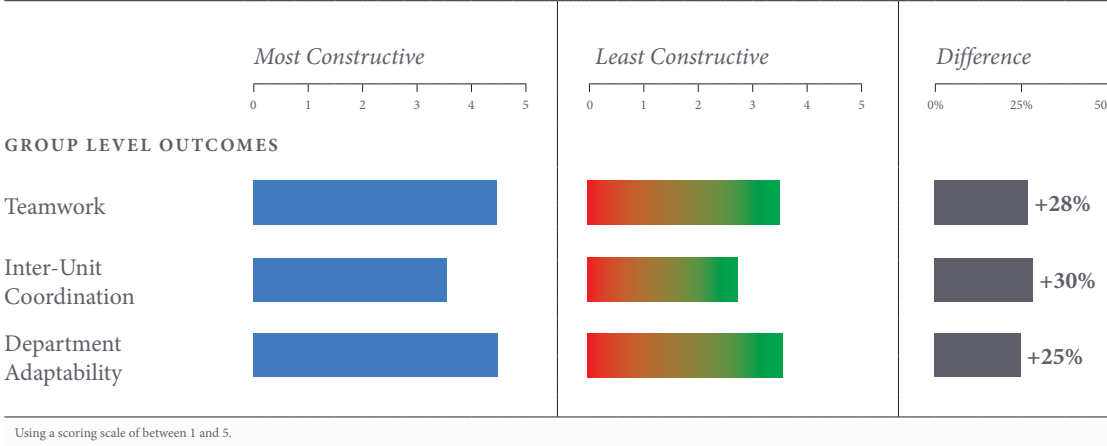 Most Constructive
Least Constructive
Difference
0 1 2 3 4 5
0 1 2 3 4 5
0% 25% 50
GROUP LEVEL OUTCOMES
Teamwork
+28%
Inter-Unit
Coordination
+30%
Department
Adaptability
+25%
Using a scoring scale of between 1 and 5.